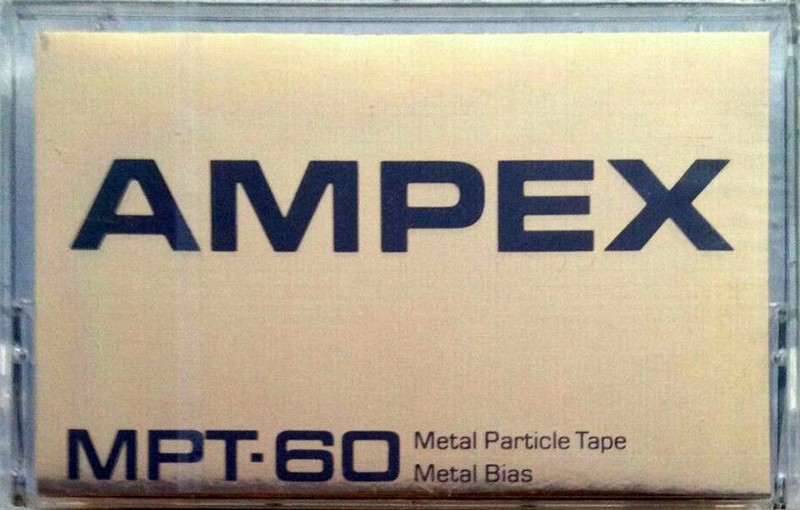 AMPEX
MPT-60 Metal Particle Tape
Metal Bias